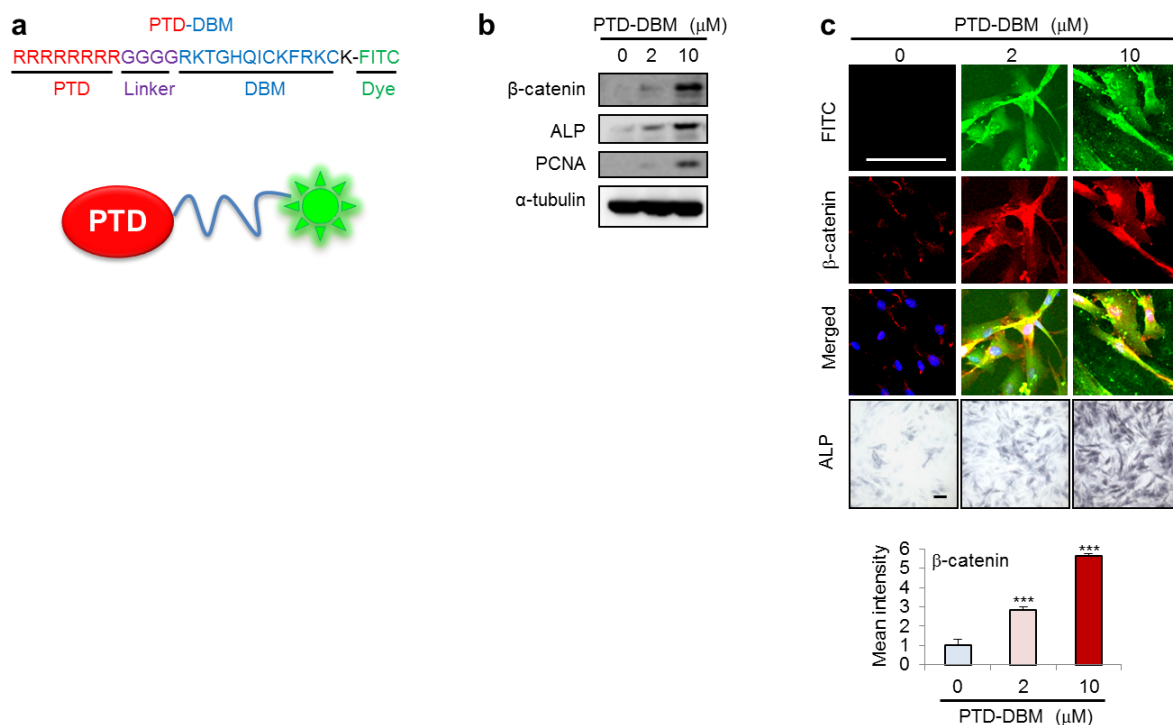 a
PTD-DBM
RRRRRRRRGGGGRKTGHQICKFRKCK-FITC
PTD Linker DBM Dye
PTD
b
PTD-DBM (μM)
0 2 10
β-catenin
ALP
PCNA
α-tubulin
c
PTD-DBM (μM)
0 2 10
FITC
β-catenin
Merged
ALP
β-catenin
Mean intensity
6
5
4
3
2
1
0
***
***
0 2 10
PTD-DBM (μM)